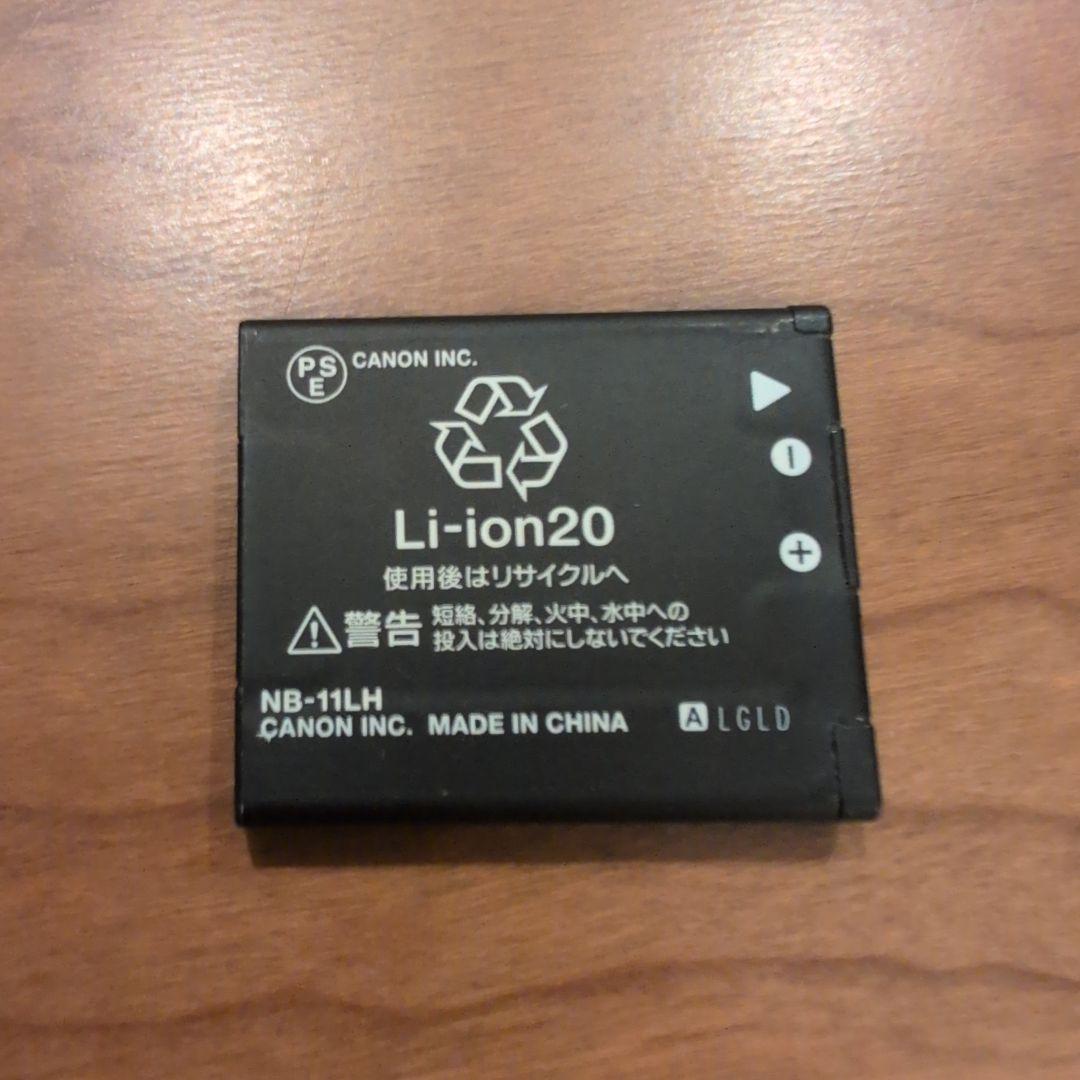 PSE CANON INC.
Li-ion20
使用後はリサイクルへ
警告 短絡、分解、火中、水中への
投入は絶対にしないでください
NB-11LH
CANON INC. MADE IN CHINA A LGLD